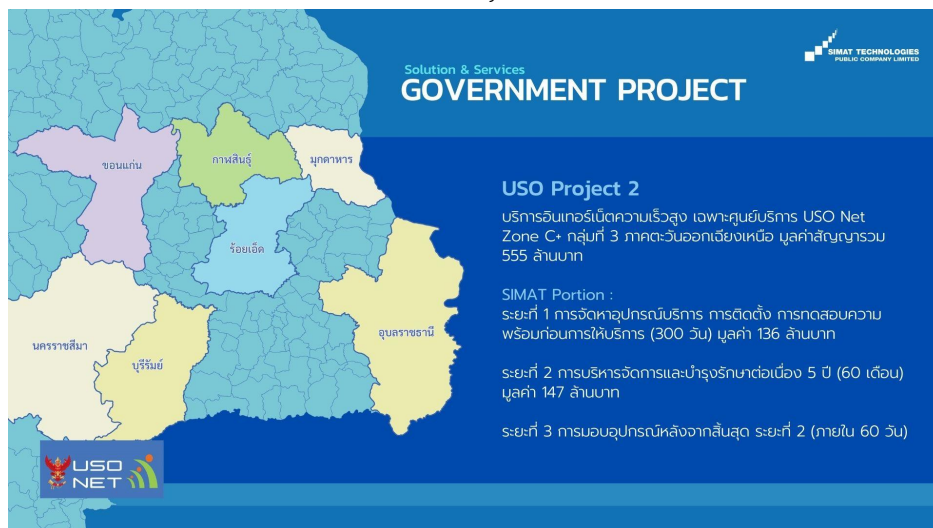 SIMAT TECHNOLOGIES
PUBLIC COMPANY LIMITED
Solution & Services
GOVERNMENT PROJECT
ขอนแก่น
กาฬสินธุ์
มุกดาหาร
ร้อยเอ็ด
นครราชสีมา
บุรีรัมย์
อุบลราชธานี
USO Project 2
บริการอินเทอร์เน็ตความเร็วสูง เฉพาะศูนย์บริการ USO Net
Zone C+ กลุ่มที่ 3 ภาคตะวันออกเฉียงเหนือ มูลค่าสัญญารวม
555 ล้านบาท
SIMAT Portion :
ระยะที่ 1 การจัดหาอุปกรณ์บริการ การติดตั้ง การทดสอบความ
พร้อมก่อนการให้บริการ (300 วัน) มูลค่า 136 ล้านบาท
ระยะที่ 2 การบริหารจัดการและบำรุงรักษาต่อเนื่อง 5 ปี (60 เดือน)
มูลค่า 147 ล้านบาท
ระยะที่ 3 การมอบอุปกรณ์หลังจากสิ้นสุด ระยะที่ 2 (ภายใน 60 วัน)
USO
NET